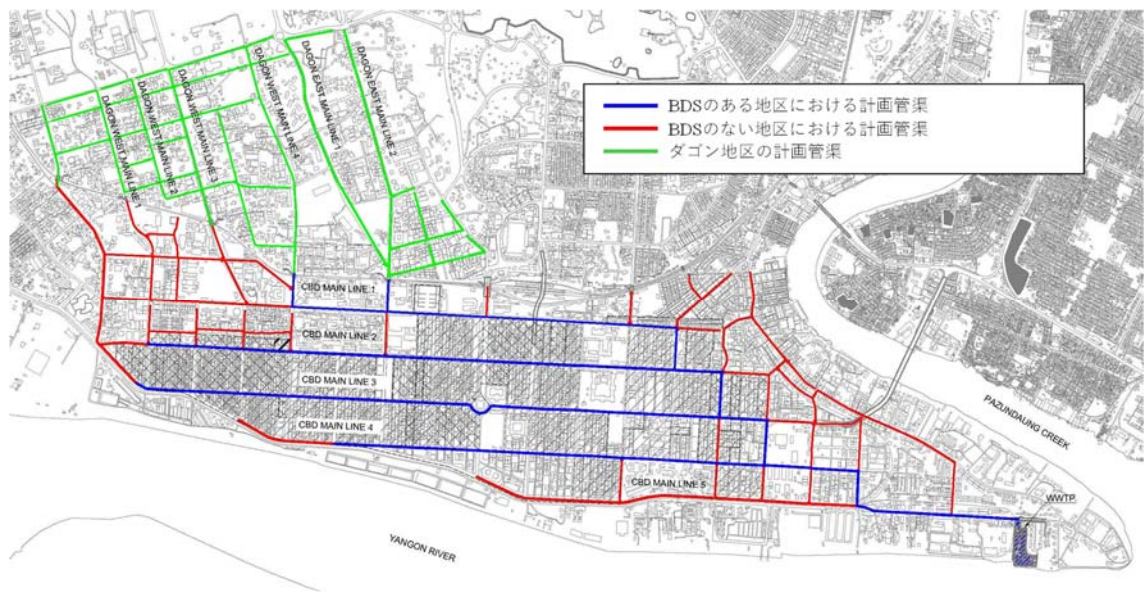 BDSのある地区における計画管渠
BDSのない地区における計画管渠
ダゴン地区の計画管渠
DAGON WEST MAIN LINE 1
DAGON WEST MAIN LINE 2
DAGON WEST MAIN LINE 3
DAGON WEST MAIN LINE 4
DAGON EAST MAIN LINE 1
DAGON EAST MAIN LINE 2
CBD MAIN LINE 1
CBD MAIN LINE 2
CBD MAIN LINE 3
CBD MAIN LINE 4
CBD MAIN LINE 5
PAZUNDAUNG CREEK
WWTP
YANGON RIVER